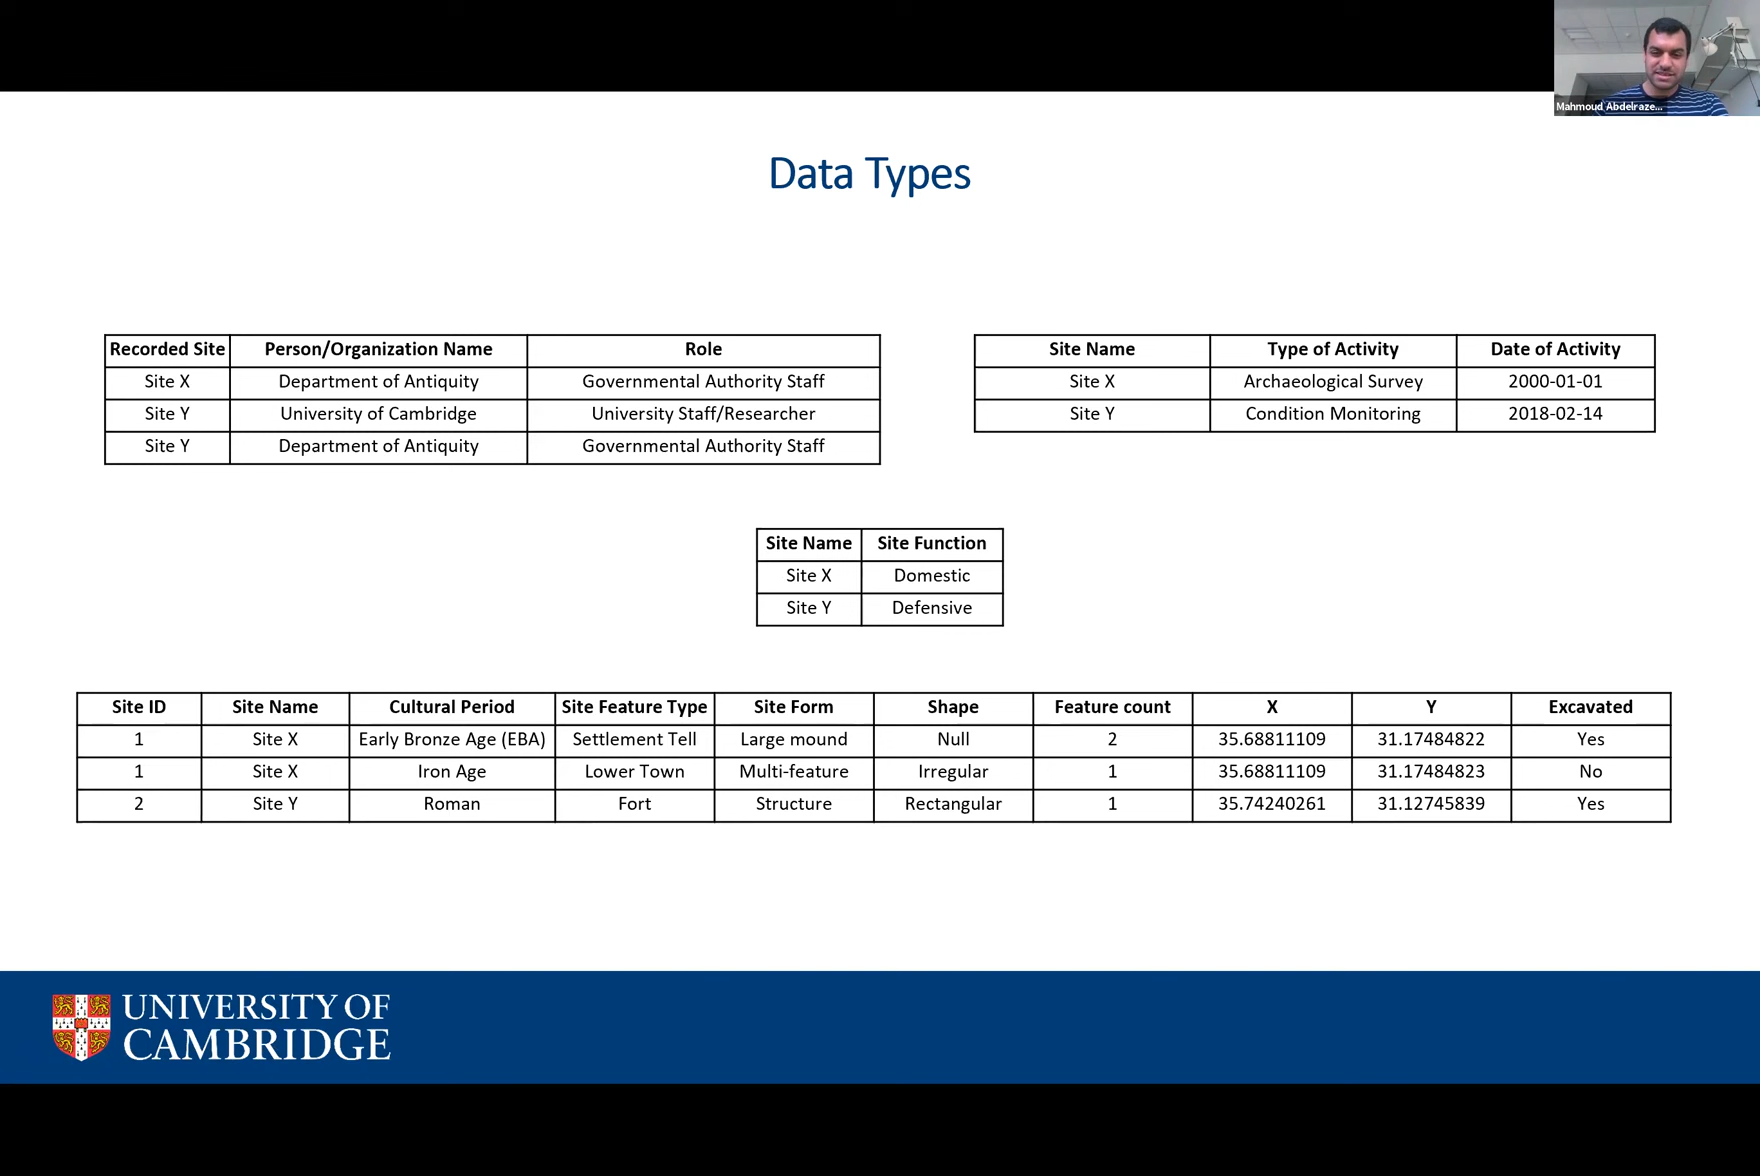 Mahmoud Abdelraze...
Data Types
Recorded Site Person/Organization Name Role
Site X Department of Antiquity Governmental Authority Staff
Site Y University of Cambridge University Staff/Researcher
Site Y Department of Antiquity Governmental Authority Staff
Site Name Type of Activity Date of Activity
Site X Archaeological Survey 2000-01-01
Site Y Condition Monitoring 2018-02-14
Site Name Site Function
Site X Domestic
Site Y Defensive
Site ID Site Name Cultural Period Site Feature Type Site Form Shape Feature count X Y Excavated
1 Site X Early Bronze Age (EBA) Settlement Tell Large mound Null 2 35.68811109 31.17484822 Yes
1 Site X Iron Age Lower Town Multi-feature Irregular 1 35.68811109 31.17484823 No
2 Site Y Roman Fort Structure Rectangular 1 35.74240261 31.12745839 Yes
UNIVERSITY OF
CAMBRIDGE